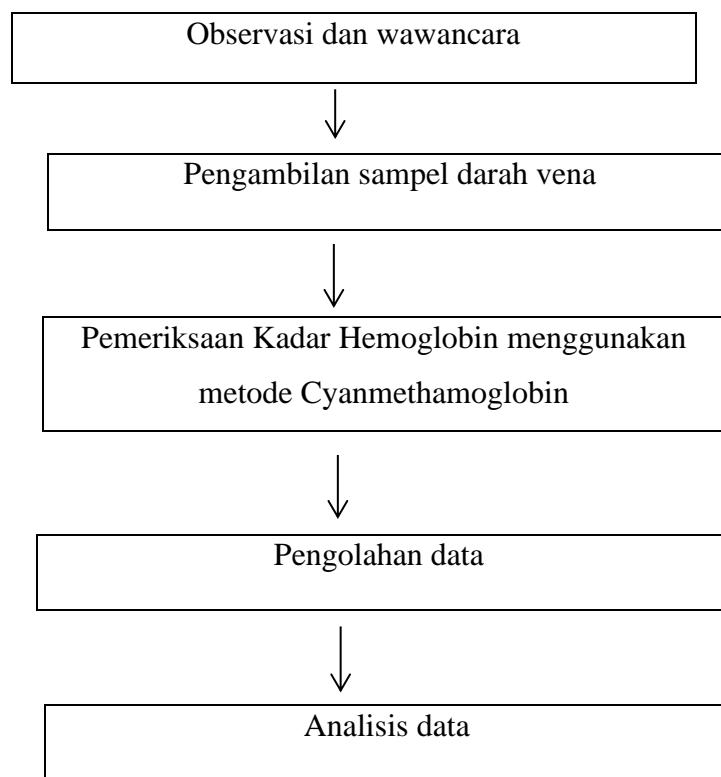 Observasi dan wawancara
Pengambilan sampel darah vena
Pemeriksaan Kadar Hemoglobin menggunakan
metode Cyanmethamoglobin
Pengolahan data
Analisis data